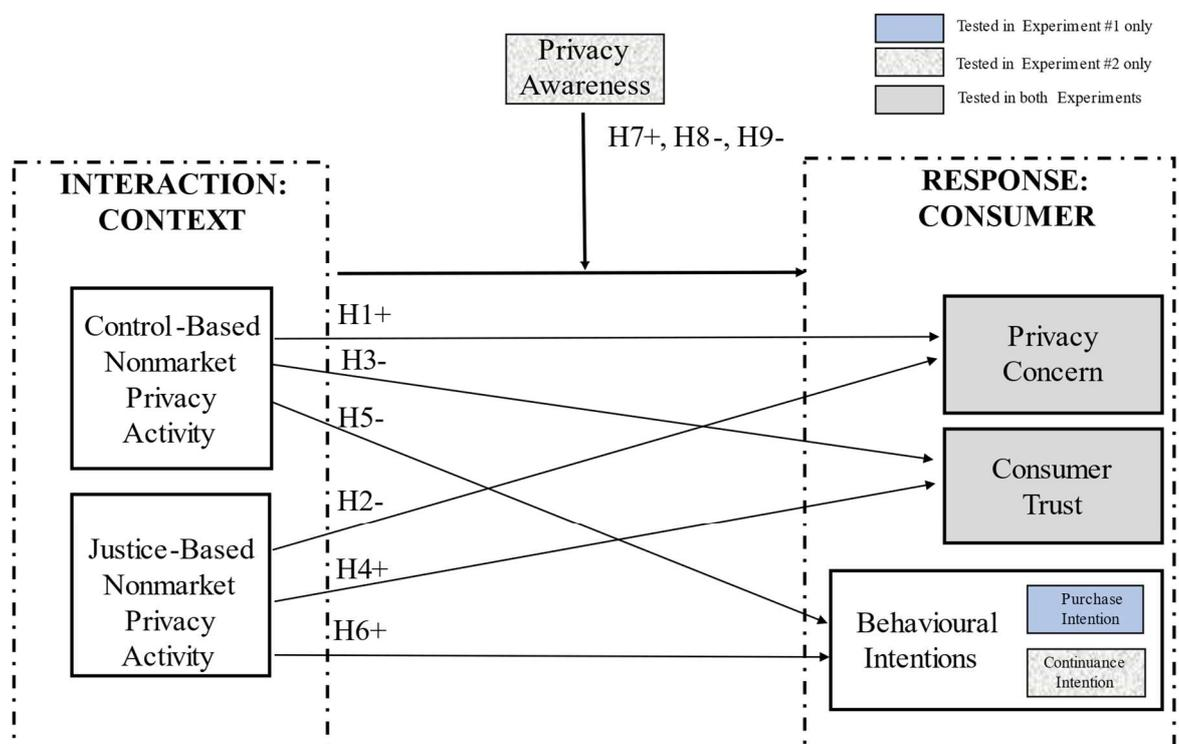 Tested in Experiment #1 only
Tested in Experiment #2 only
Tested in both Experiments
Privacy
Awareness
H7+, H8-, H9-
INTERACTION:
CONTEXT
RESPONSE:
CONSUMER
Control-Based
Nonmarket
Privacy
Activity
Justice-Based
Nonmarket
Privacy
Activity
H1+
H3-
H5-
H2-
H4+
H6+
Privacy
Concern
Consumer
Trust
Behavioural
Intentions
Purchase
Intention
Continuance
Intention